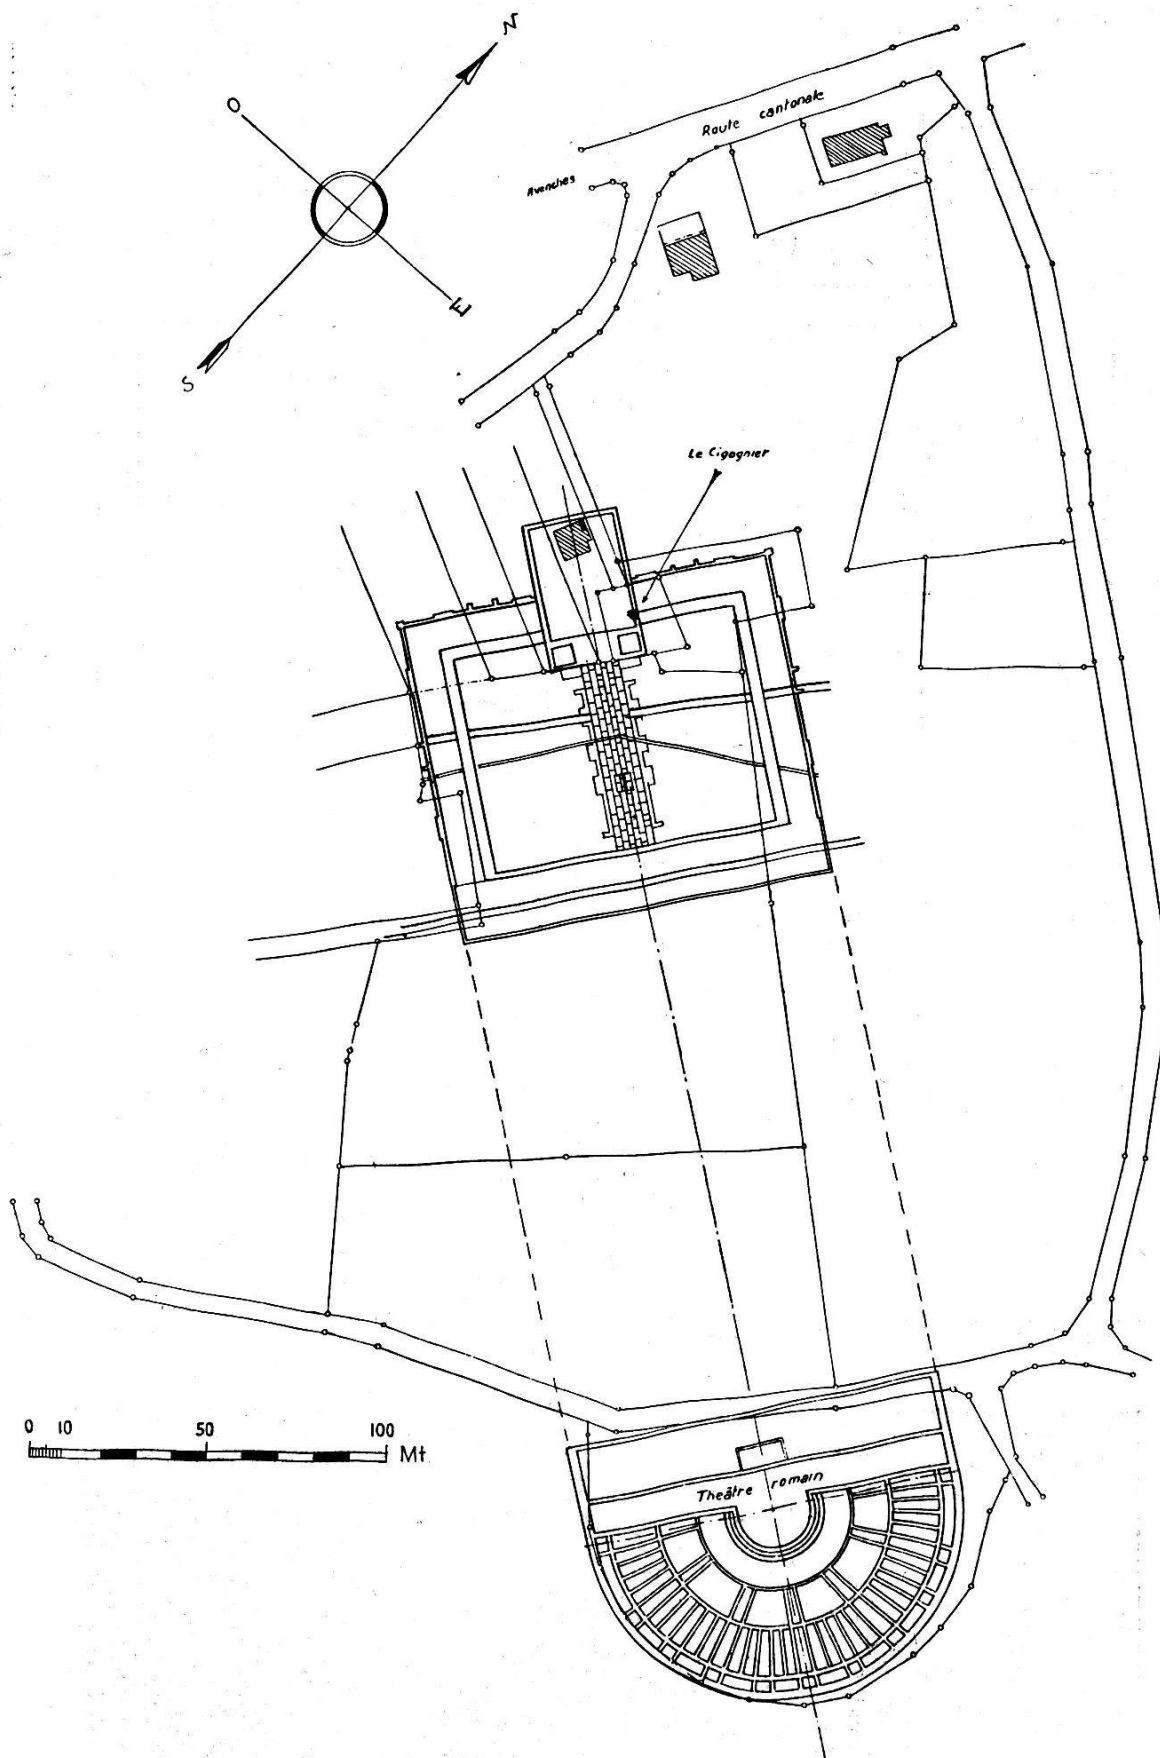 N
O
Route cantonale
Avenches
E
S
Le Cigognier
0 10 50 100
Mt
Théâtre romain